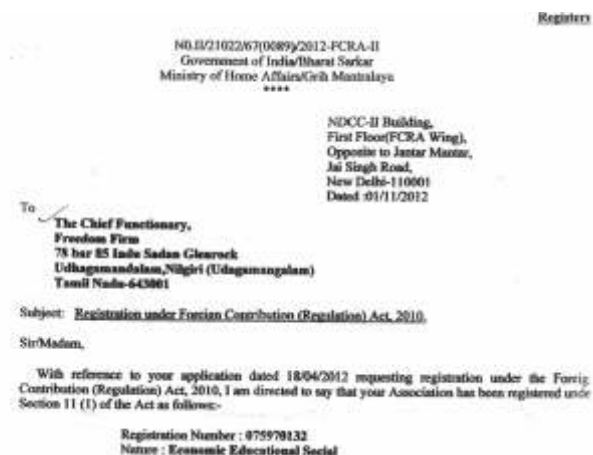 Registers
N0.II/21022/67(0089)/2012-FCRA-II
Government of India/Bharat Sarkar
Ministry of Home Affairs/Grih Mantralaya
****
NDCC-II Building,
First Floor(FCRA Wing),
Opposite to Jantar Mantar,
Jai Singh Road,
New Delhi-110001
Dated :01/11/2012
To
The Chief Functionary,
Freedom Firm
78 bar 85 Indu Sadan Glenrock
Udhagamandalam,Nilgiri (Udagamangalam)
Tamil Nadu-643001
Subject: Registration under Foreign Contribution (Regulation) Act, 2010.
Sir/Madam,
With reference to your application dated 18/04/2012 requesting registration under the Foreig
Contribution (Regulation) Act, 2010, I am directed to say that your Association has been registered unde
Section 11 (1) of the Act as follows:-
Registration Number : 075970132
Nature : Economic Educational Social